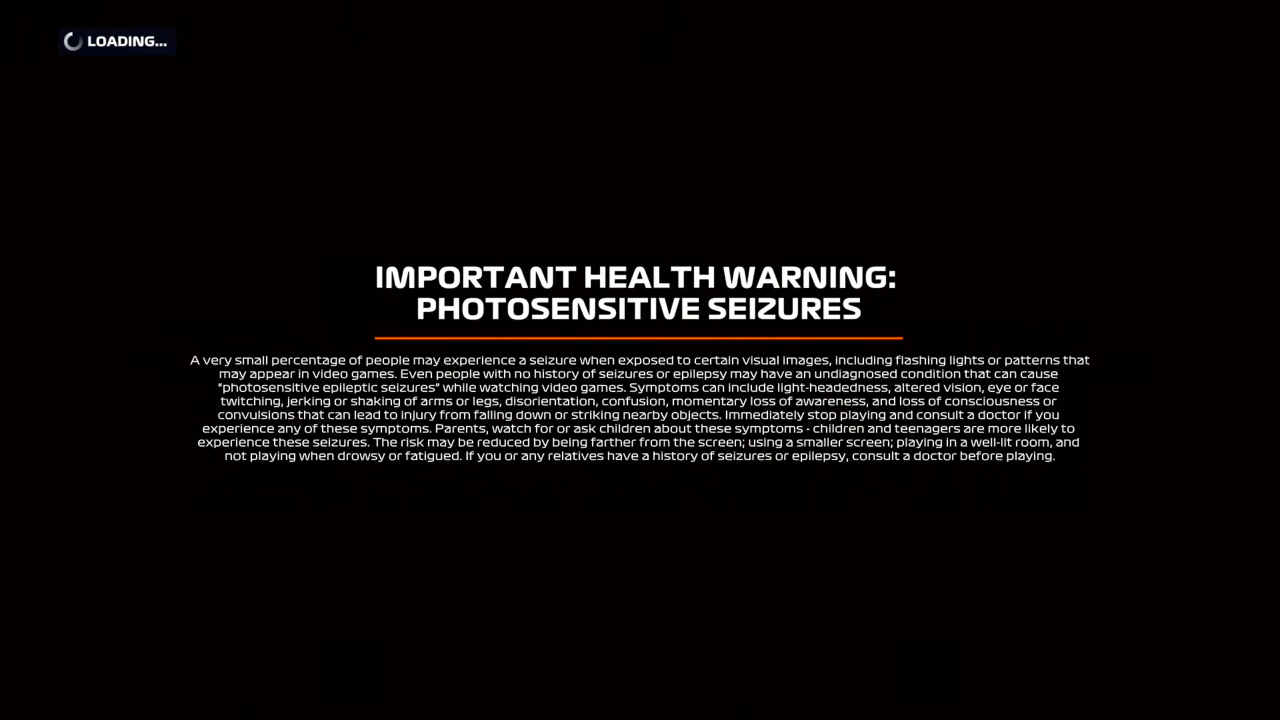 LOADING...
IMPORTANT HEALTH WARNING:
PHOTOSENSITIVE SEIZURES
A very small percentage of people may experience a seizure when exposed to certain visual images, including flashing lights or patterns that
may appear in video games. Even people with no history of seizures or epilepsy may have an undiagnosed condition that can cause
"photosensitive epileptic seizures" while watching video games. Symptoms can include light-headedness, altered vision, eye or face
twitching, jerking or shaking of arms or legs, disorientation, confusion, momentary loss of awareness, and loss of consciousness or
convulsions that can lead to injury from falling down or striking nearby objects. Immediately stop playing and consult a doctor if you
experience any of these symptoms. Parents, watch for or ask children about these symptoms - children and teenagers are more likely to
experience these seizures. The risk may be reduced by being farther from the screen; using a smaller screen; playing in a well-lit room, and
not playing when drowsy or fatigued. If you or any relatives have a history of seizures or epilepsy, consult a doctor before playing.